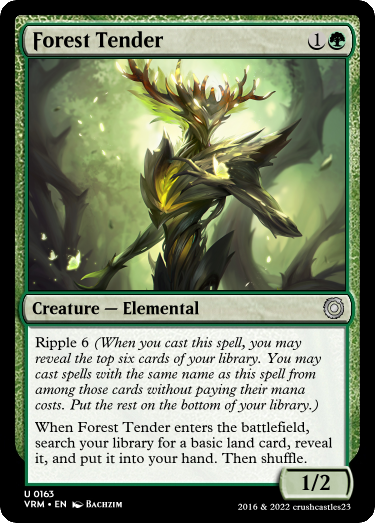 Forest Tender 1
Creature — Elemental
Ripple 6 (When you cast this spell, you may
reveal the top six cards of your library. You may
cast spells with the same name as this spell from
among those cards without paying their mana
costs. Put the rest on the bottom of your library.)
When Forest Tender enters the battlefield,
search your library for a basic land card, reveal
it, and put it into your hand. Then shuffle.
1/2
U 0163
VRM • EN Bachzim
2016 & 2022 crushcastles23